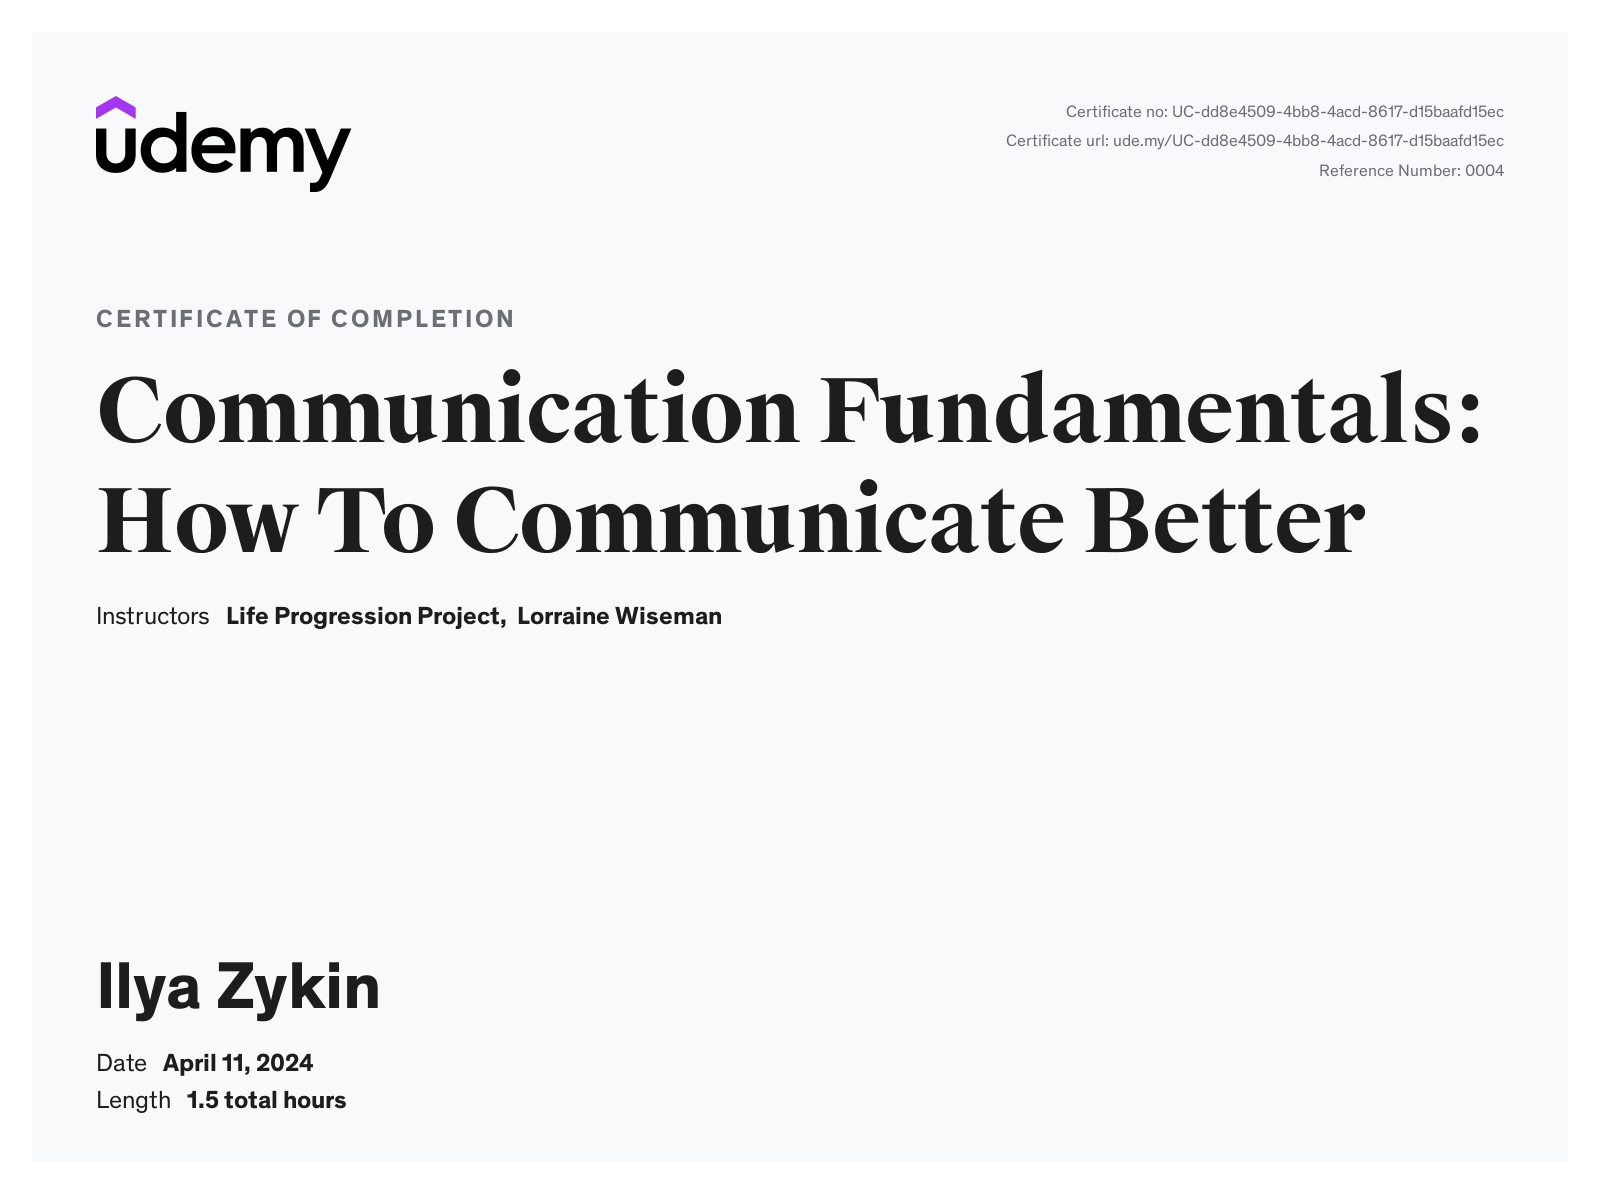 udemy
Certificate no: UC-dd8e4509-4bb8-4acd-8617-d15baafd15ec
Certificate url: ude.my/UC-dd8e4509-4bb8-4acd-8617-d15baafd15ec
Reference Number: 0004
CERTIFICATE OF COMPLETION
Communication Fundamentals:
How To Communicate Better
Instructors Life Progression Project, Lorraine Wiseman
Ilya Zykin
Date April 11, 2024
Length 1.5 total hours